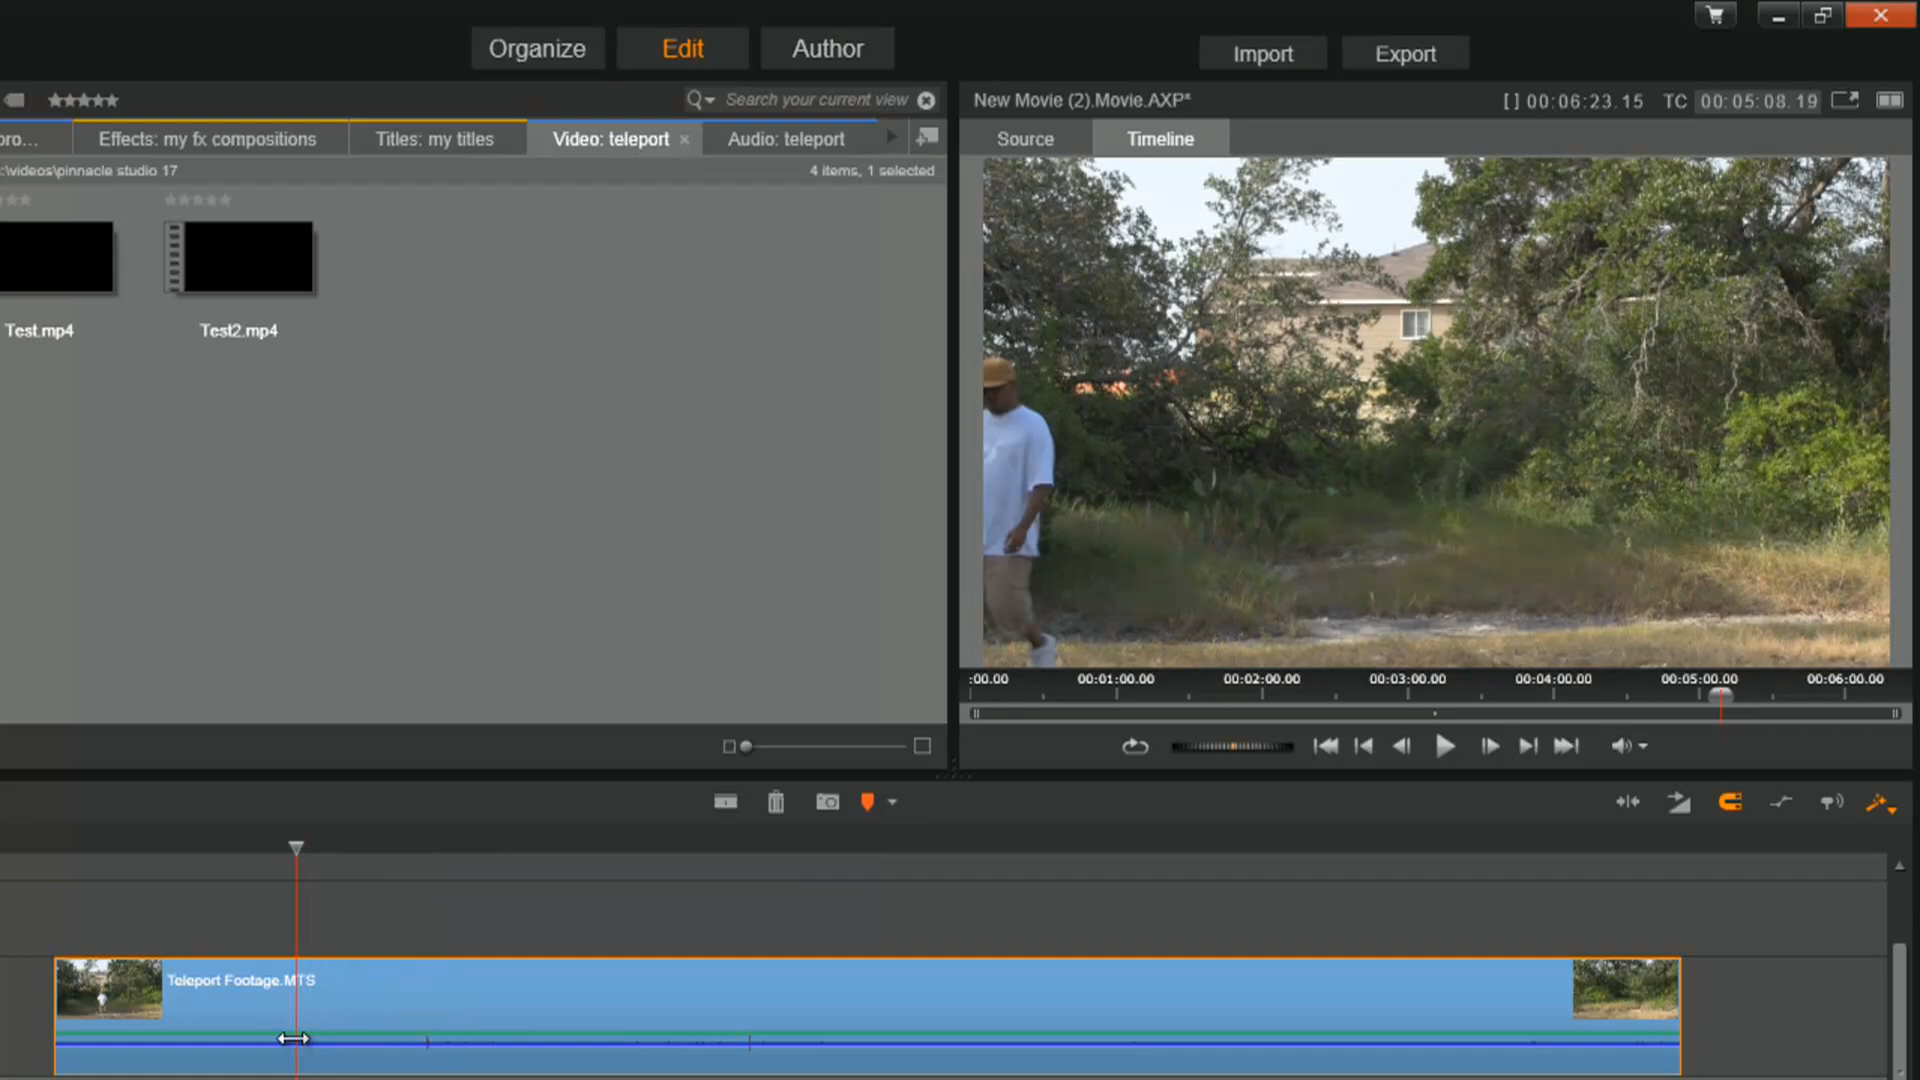 Organize Edit Author Import Export
Search your current view
New Movie (2).Movie.AXP* [] 00:06:23.15 TC 00:05:08.19
pro... Effects: my fx compositions Titles: my titles Video: teleport × Audio: teleport
Source Timeline
:\videos\pinnacle studio 17 4 items, 1 selected
Test.mp4 Test2.mp4
:00.00 00:01:00.00 00:02:00.00 00:03:00.00 00:04:00.00 00:05:00.00 00:06:00.00
Teleport Footage.MTS